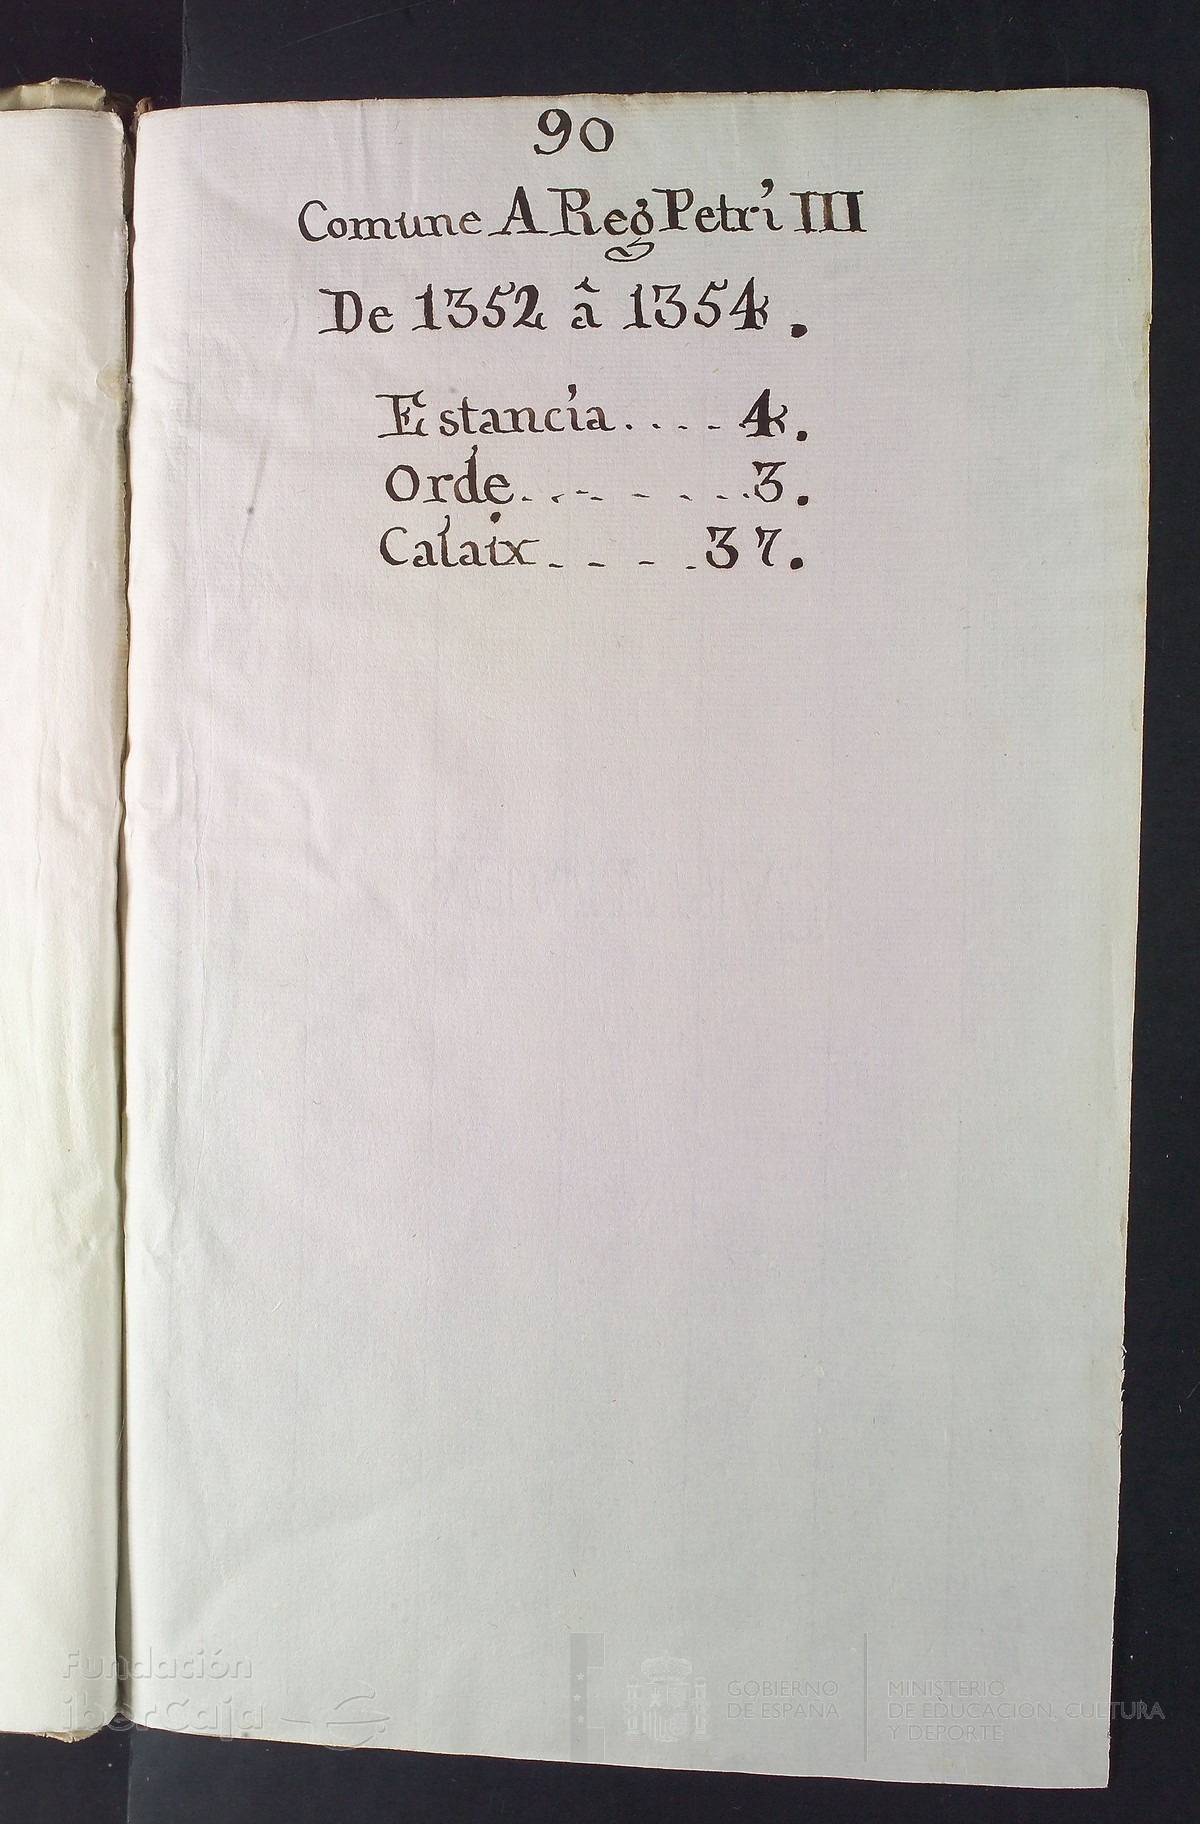 90
Comune A Reg Petri III
De 1352 â 1354.
Estancia.... 4.
Orde........ 3.
Calaix..... 37.
Fundación
iberCaja
GOBIERNO
DE ESPAÑA
MINISTERIO
DE EDUCACIÓN, CULTURA
Y DEPORTE